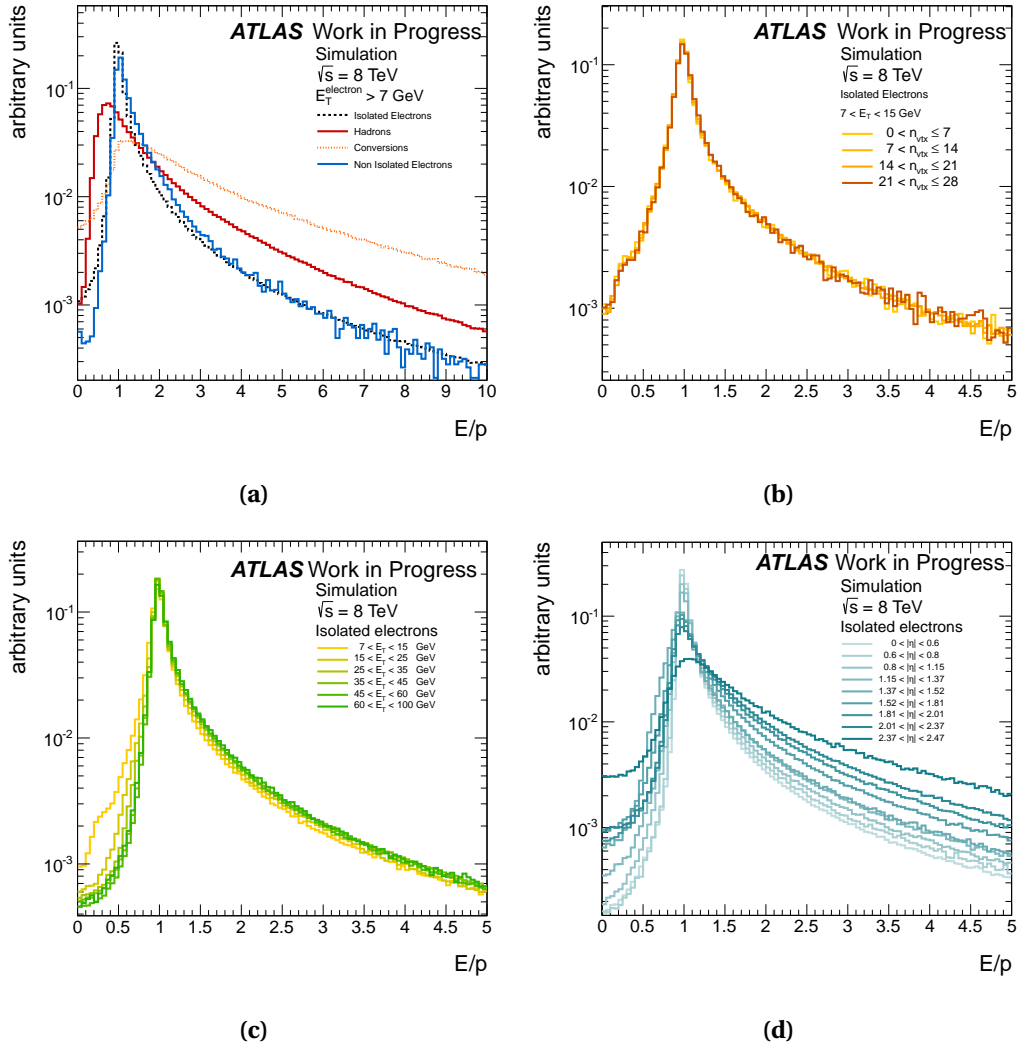 arbitrary units
ATLAS Work in Progress
Simulation
√s = 8 TeV
E_T^electron > 7 GeV
Isolated Electrons
Hadrons
Conversions
Non Isolated Electrons
10⁻¹
10⁻²
10⁻³
0 1 2 3 4 5 6 7 8 9 10
E/p
(a)
arbitrary units
ATLAS Work in Progress
Simulation
√s = 8 TeV
Isolated Electrons
7 < E_T < 15 GeV
0 < n_vtx ≤ 7
7 < n_vtx ≤ 14
14 < n_vtx ≤ 21
21 < n_vtx ≤ 28
10⁻¹
10⁻²
10⁻³
0 0.5 1 1.5 2 2.5 3 3.5 4 4.5 5
E/p
(b)
arbitrary units
ATLAS Work in Progress
Simulation
√s = 8 TeV
Isolated electrons
7 < E_T < 15 GeV
15 < E_T < 25 GeV
25 < E_T < 35 GeV
35 < E_T < 45 GeV
45 < E_T < 60 GeV
60 < E_T < 100 GeV
10⁻¹
10⁻²
10⁻³
0 0.5 1 1.5 2 2.5 3 3.5 4 4.5 5
E/p
(c)
arbitrary units
ATLAS Work in Progress
Simulation
√s = 8 TeV
Isolated electrons
0 < |η| < 0.6
0.6 < |η| < 0.8
0.8 < |η| < 1.15
1.15 < |η| < 1.37
1.37 < |η| < 1.52
1.52 < |η| < 1.81
1.81 < |η| < 2.01
2.01 < |η| < 2.37
2.37 < |η| < 2.47
10⁻¹
10⁻²
10⁻³
0 0.5 1 1.5 2 2.5 3 3.5 4 4.5 5
E/p
(d)